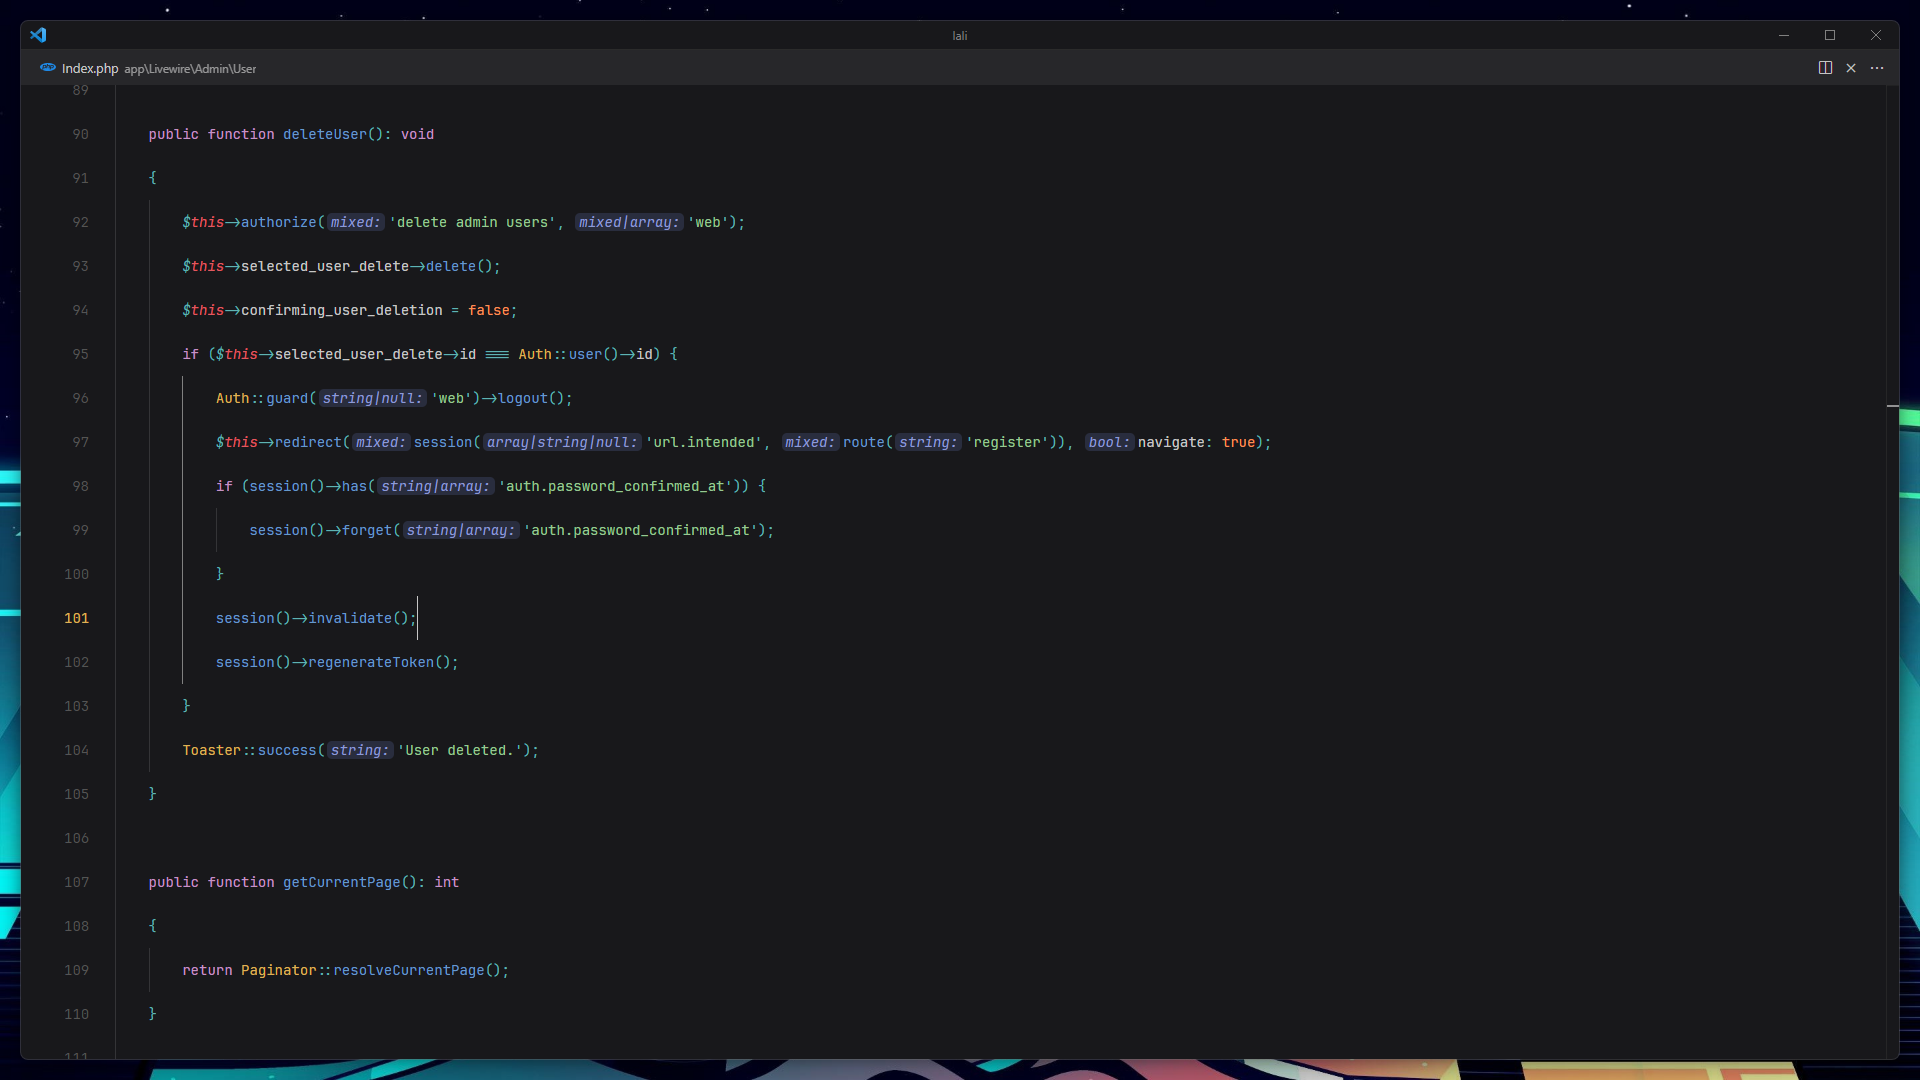 lali
Index.php app\Livewire\Admin\User
89
90 public function deleteUser(): void
91 {
92 $this->authorize(mixed: 'delete admin users', mixed|array: 'web');
93 $this->selected_user_delete->delete();
94 $this->confirming_user_deletion = false;
95 if ($this->selected_user_delete->id === Auth::user()->id) {
96 Auth::guard(string|null: 'web')->logout();
97 $this->redirect(mixed: session(array|string|null: 'url.intended', mixed: route(string: 'register')), bool: navigate: true);
98 if (session()->has(string|array: 'auth.password_confirmed_at')) {
99 session()->forget(string|array: 'auth.password_confirmed_at');
100 }
101 session()->invalidate();
102 session()->regenerateToken();
103 }
104 Toaster::success(string: 'User deleted.');
105 }
106
107 public function getCurrentPage(): int
108 {
109 return Paginator::resolveCurrentPage();
110 }
111